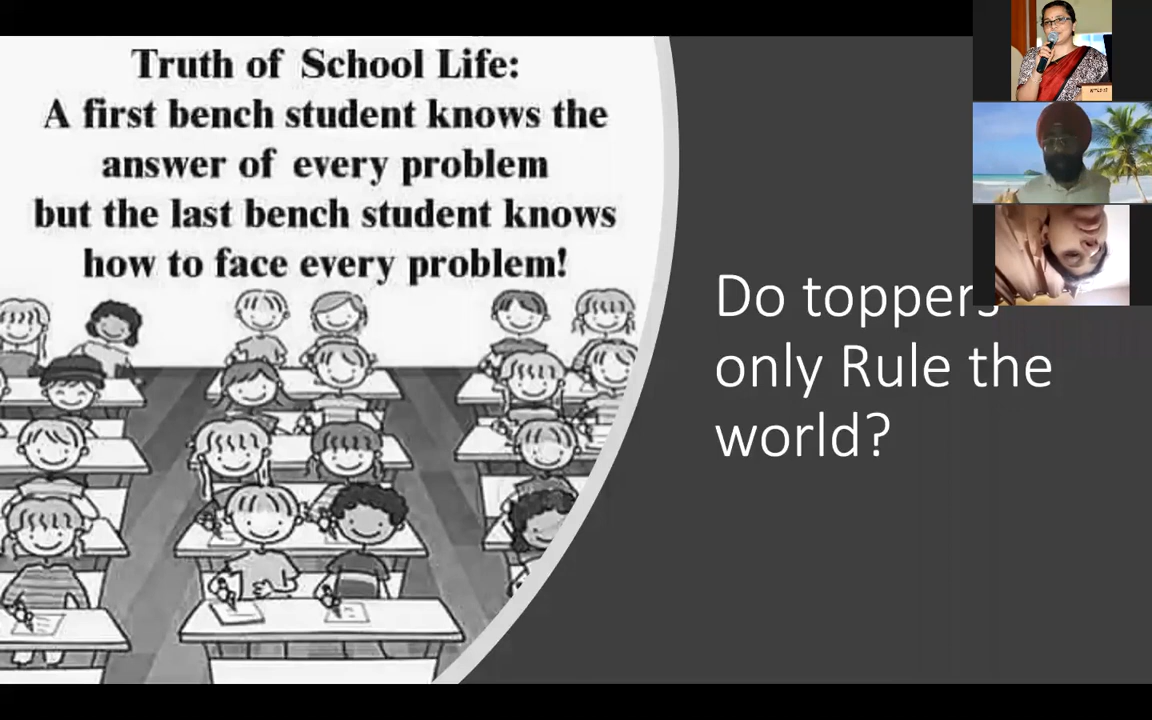 Truth of School Life:
A first bench student knows the
answer of every problem
but the last bench student knows
how to face every problem!
Do toppers
only Rule the
world?